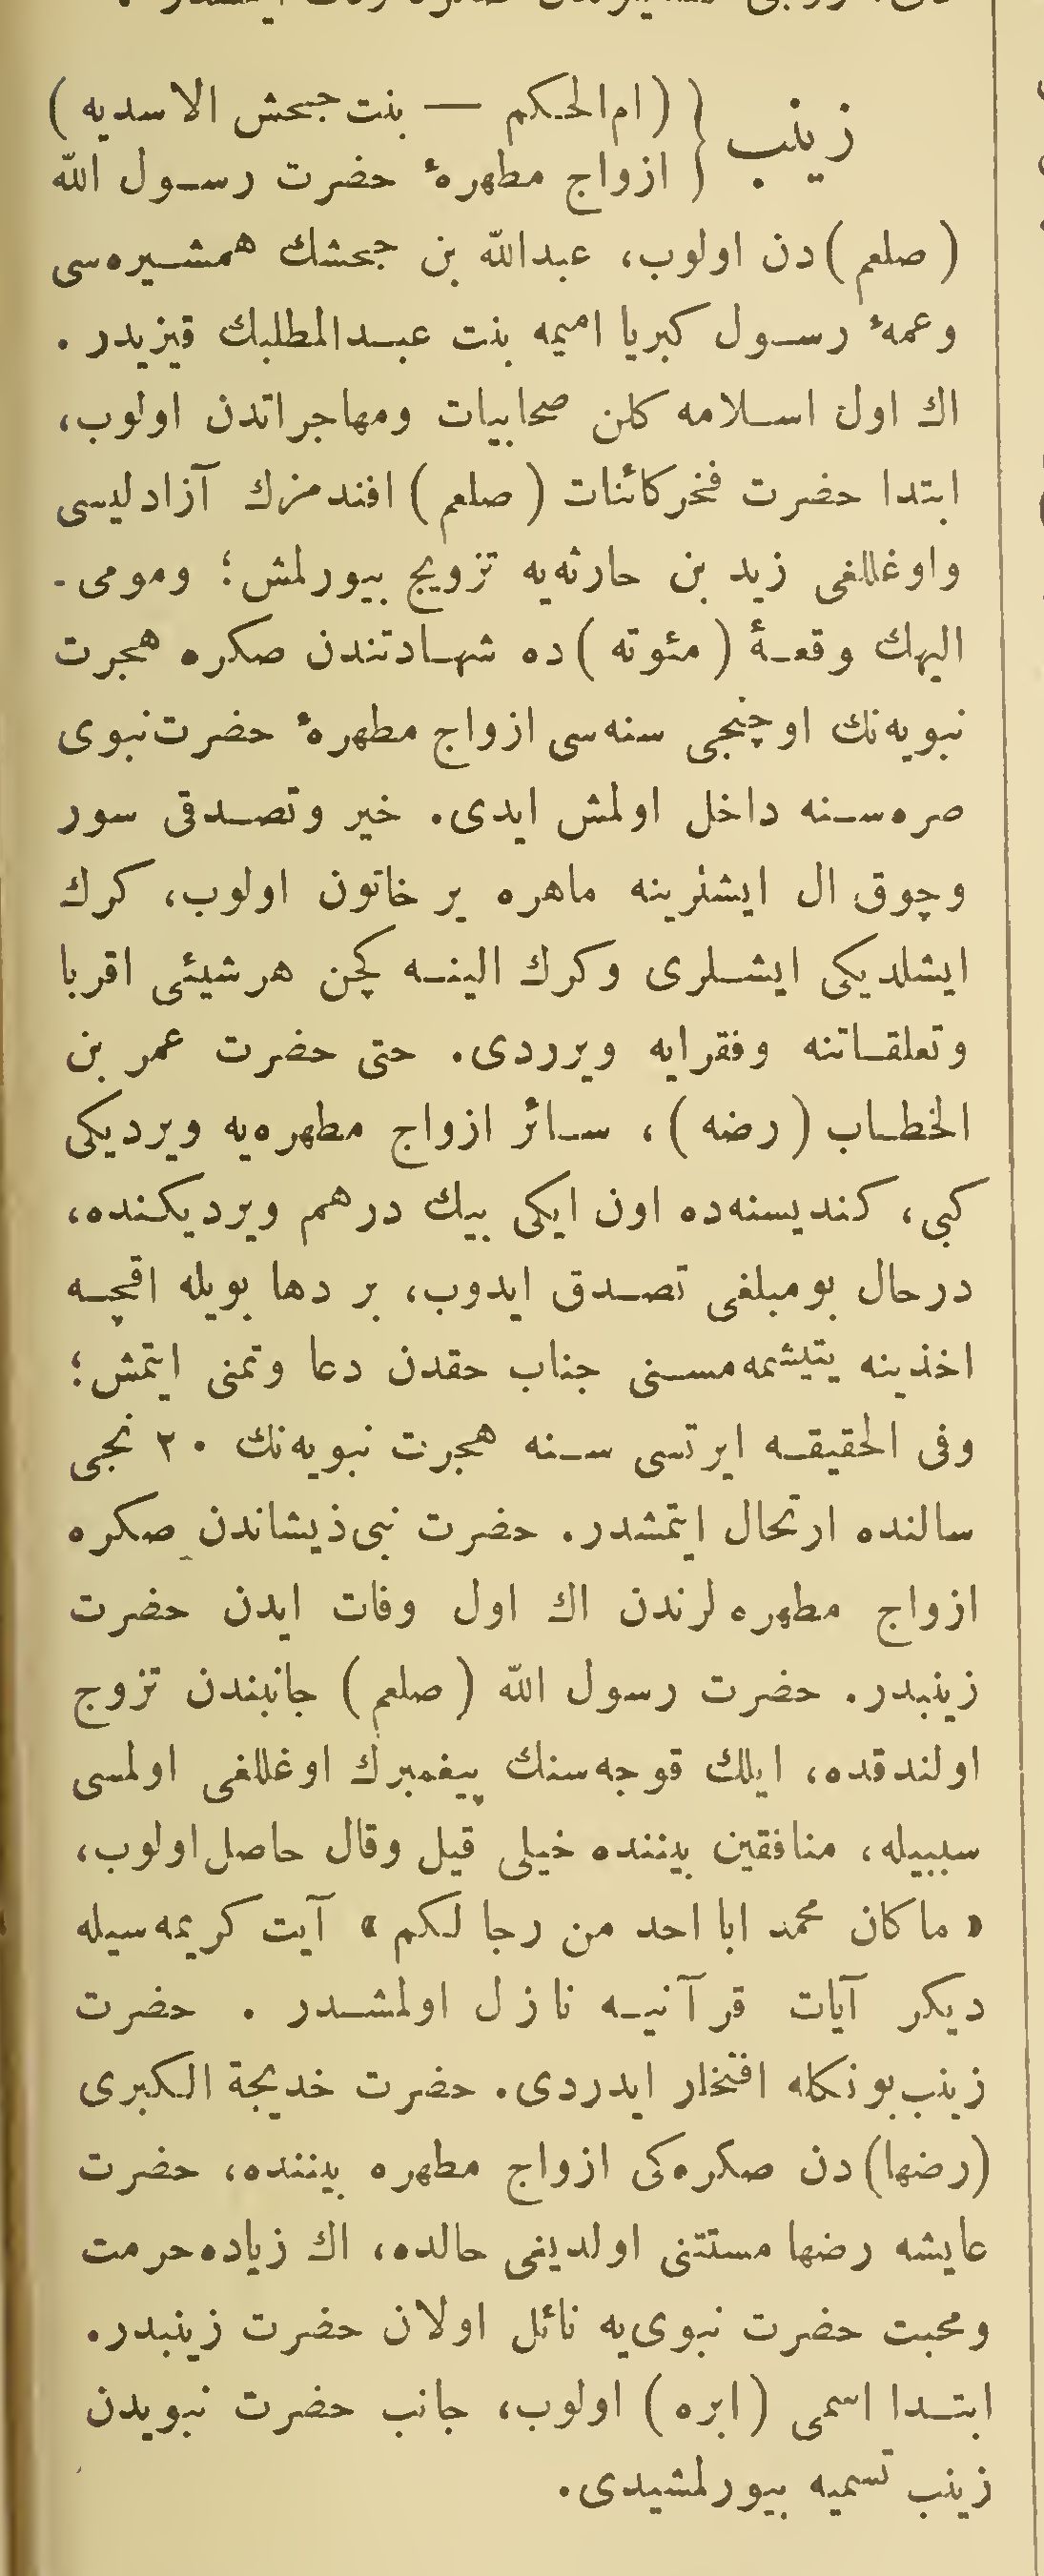 زينب { (ام‌الحكم — بنت جحش الاسديه)
ازواج مطهرهٔ حضرت رسول الله
(صلعم)دن اولوب، عبدالله بن جحشك همشيره‌سی
وعمهٔ رسول كبريا اميمه بنت عبدالمطلبك قيزيدر.
اك اول اسلامه كلن صحابيات ومهاجراتدن اولوب،
ابتدا حضرت فخركائنات (صلعم) افندمزك آزادليسی
واوغللغی زيد بن حارثه‌يه تزويج بيورلمش؛ ومومی-
اليهك وقعۀ (مئوته)ده شهادتندن صكره هجرت
نبويه‌نك اوچنجی سنه‌سی ازواج مطهرهٔ حضرت‌نبوی
صره‌سنه داخل اولمش ايدی. خير وتصدقی سور
وچوق ال ايشلرينه ماهره بر خاتون اولوب، كرك
ايشلديكی ايشلری وكرك الينه كچن هرشيئی اقربا
وتعلقاتنه وفقرايه ويرردی. حتی حضرت عمر بن
الخطاب (رضه)، سائر ازواج مطهره‌يه ويرديكی
كبی، كنديسنه‌ده اون ايكی بيك درهم ويرديكنده،
درحال بومبلغی تصدق ايدوب، بر دها بويله اقچه
اخذينه يتيشمه‌مسنی جناب حقدن دعا وتمنی ايتمش؛
وفی الحقيقه ايرتسی سنه هجرت نبويه‌نك ۲۰ نجی
سالنده ارتحال ايتمشدر. حضرت نبی‌ذيشاندن صكره
ازواج مطهره‌لرندن اك اول وفات ايدن حضرت
زينبدر. حضرت رسول الله (صلعم) جانبندن تزوج
اولندقده، ايلك قوجه‌سنك پيغمبرك اوغللغی اولمسی
سببيله، منافقين بيننده خيلی قيل وقال حاصل‌اولوب،
«ماكان محمد ابا احد من رجا لكم» آيت كريمه‌سيله
ديكر آيات قرآنيه نازل اولمشدر. حضرت
زينب‌بونكله افتخار ايدردی. حضرت خديجة الكبری
(رضها)دن صكره‌كی ازواج مطهره بيننده، حضرت
عايشه رضها مستثنی اولديغی حالده، اك زياده‌حرمت
ومحبت حضرت نبوی‌يه نائل اولان حضرت زينبدر.
ابتدا اسمی (ابره) اولوب، جانب حضرت نبويدن
زينب تسميه بيورلمشيدی.